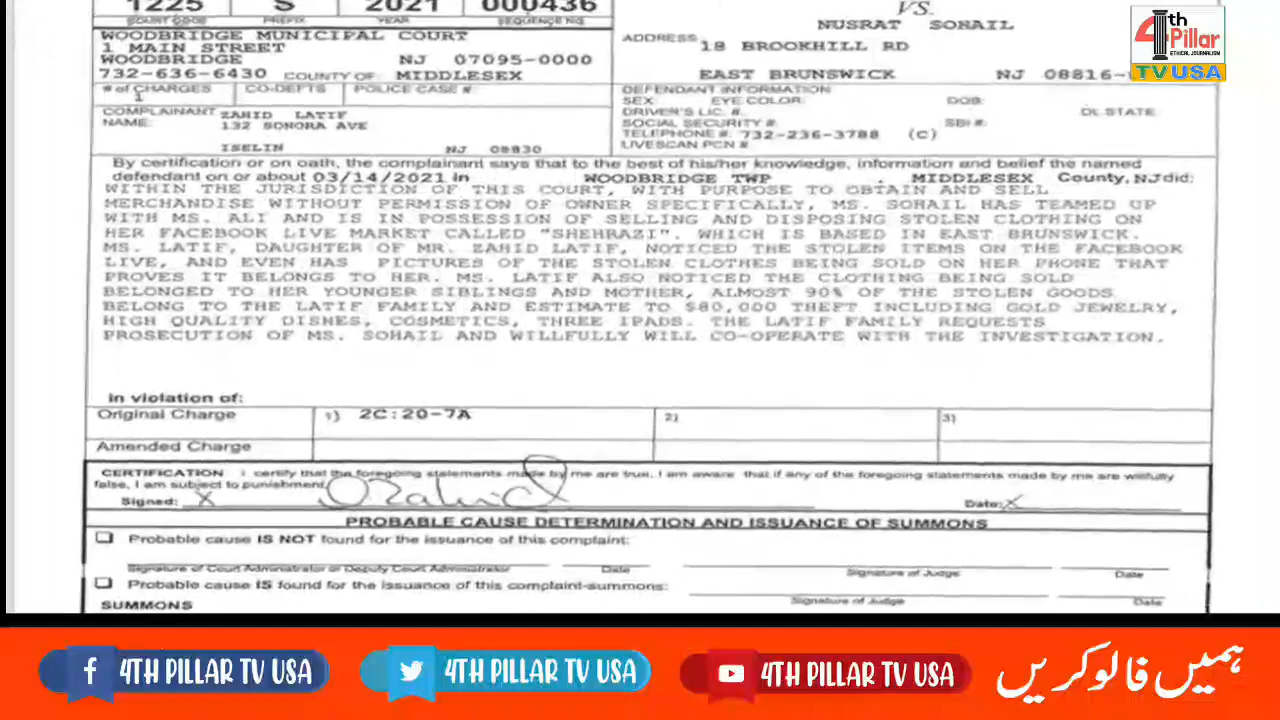 1225 S 2021 000436
COURT CODE PREFIX YEAR SEQUENCE NO.
WOODBRIDGE MUNICIPAL COURT
1 MAIN STREET
WOODBRIDGE NJ 07095-0000
732-636-6430 COUNTY OF: MIDDLESEX
# of CHARGES CO-DEFTS POLICE CASE #:
1
COMPLAINANT ZAHID LATIF
NAME: 132 SONORA AVE
ISELIN NJ 08830
VS.
NUSRAT SOHAIL
ADDRESS: 18 BROOKHILL RD
EAST BRUNSWICK NJ 08816-
DEFENDANT INFORMATION
SEX: EYE COLOR: DOB:
DRIVER'S LIC. #: DL STATE:
SOCIAL SECURITY #: SBI #:
TELEPHONE #: 732-236-3788 (C)
LIVESCAN PCN #:
4th
Pillar
ETHICAL JOURNALISM
TV USA
By certification or on oath, the complainant says that to the best of his/her knowledge, information and belief the named
defendant on or about 03/14/2021 in WOODBRIDGE TWP , MIDDLESEX County, NJ did:
WITHIN THE JURISDICTION OF THIS COURT, WITH PURPOSE TO OBTAIN AND SELL
MERCHANDISE WITHOUT PERMISSION OF OWNER SPECIFICALLY, MS. SOHAIL HAS TEAMED UP
WITH MS. ALI AND IS IN POSSESSION OF SELLING AND DISPOSING STOLEN CLOTHING ON
HER FACEBOOK LIVE MARKET CALLED "SHEHRAZI". WHICH IS BASED IN EAST BRUNSWICK.
MS. LATIF, DAUGHTER OF MR. ZAHID LATIF, NOTICED THE STOLEN ITEMS ON THE FACEBOOK
LIVE, AND EVEN HAS PICTURES OF THE STOLEN CLOTHES BEING SOLD ON HER PHONE THAT
PROVES IT BELONGS TO HER. MS. LATIF ALSO NOTICED THE CLOTHING BEING SOLD
BELONGED TO HER YOUNGER SIBLINGS AND MOTHER, ALMOST 90% OF THE STOLEN GOODS
BELONG TO THE LATIF FAMILY AND ESTIMATE TO $80,000 THEFT INCLUDING GOLD JEWELRY,
HIGH QUALITY DISHES, COSMETICS, THREE IPADS. THE LATIF FAMILY REQUESTS
PROSECUTION OF MS. SOHAIL AND WILLFULLY WILL CO-OPERATE WITH THE INVESTIGATION.
in violation of:
Original Charge 1) 2C:20-7A 2) 3)
Amended Charge
CERTIFICATION I certify that the foregoing statements made by me are true. I am aware that if any of the foregoing statements made by me are willfully
false, I am subject to punishment.
Signed: X Date: X
PROBABLE CAUSE DETERMINATION AND ISSUANCE OF SUMMONS
Probable cause IS NOT found for the issuance of this complaint:
Signature of Court Administrator or Deputy Court Administrator Date Signature of Judge Date
Probable cause IS found for the issuance of this complaint-summons:
Signature of Judge Date
SUMMONS
4TH PILLAR TV USA 4TH PILLAR TV USA 4TH PILLAR TV USA ہمیں فالو کریں